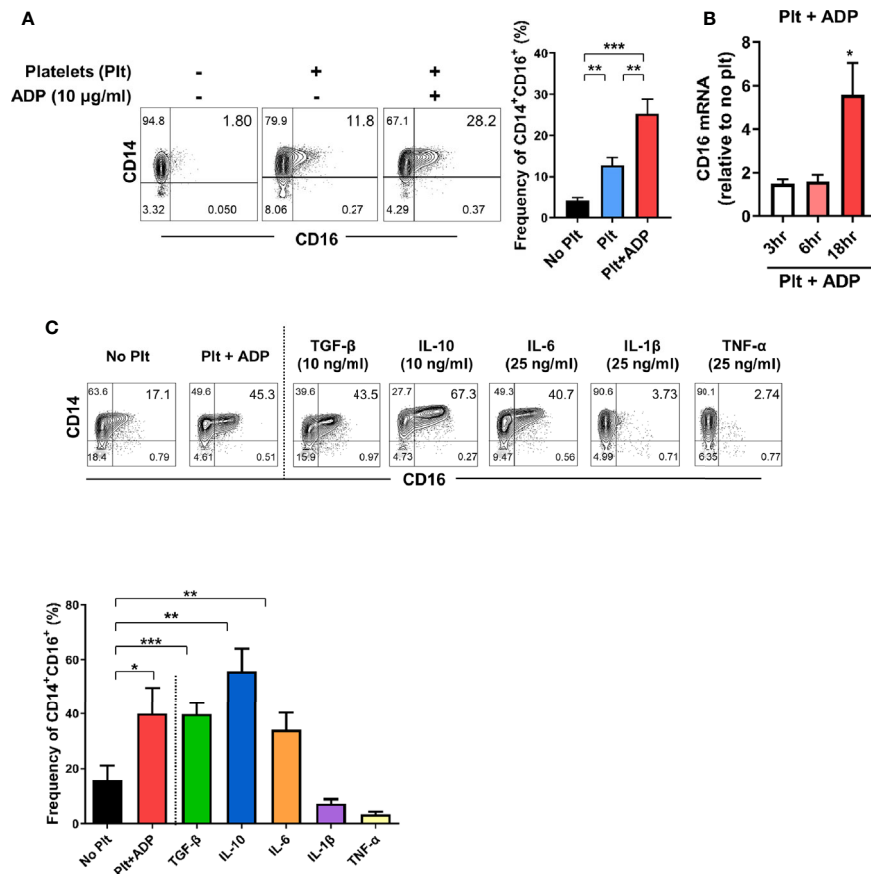 A
Platelets (Plt) - + +
ADP (10 μg/ml) - - +
94.8 1.80
3.32 0.050
79.9 11.8
8.06 0.27
67.1 28.2
4.29 0.37
CD14
CD16
Frequency of CD14+CD16+ (%)
40
30
20
10
0
***
** **
No Plt
Plt
Plt+ADP
B
Plt + ADP
CD16 mRNA
(relative to no plt)
8
6
4
2
0
*
3hr
6hr
18hr
Plt + ADP
C
No Plt
Plt + ADP
TGF-β
(10 ng/ml)
IL-10
(10 ng/ml)
IL-6
(25 ng/ml)
IL-1β
(25 ng/ml)
TNF-α
(25 ng/ml)
CD14
63.6 17.1
18.4 0.79
49.6 45.3
4.61 0.51
39.6 43.5
15.9 0.97
27.7 67.3
4.73 0.27
49.3 40.7
9.47 0.56
90.6 3.73
4.99 0.71
90.1 2.74
6.35 0.77
CD16
Frequency of CD14+CD16+ (%)
80
60
40
20
0
**
**
***
*
No Plt
Plt+ADP
TGF-β
IL-10
IL-6
IL-1β
TNF-α